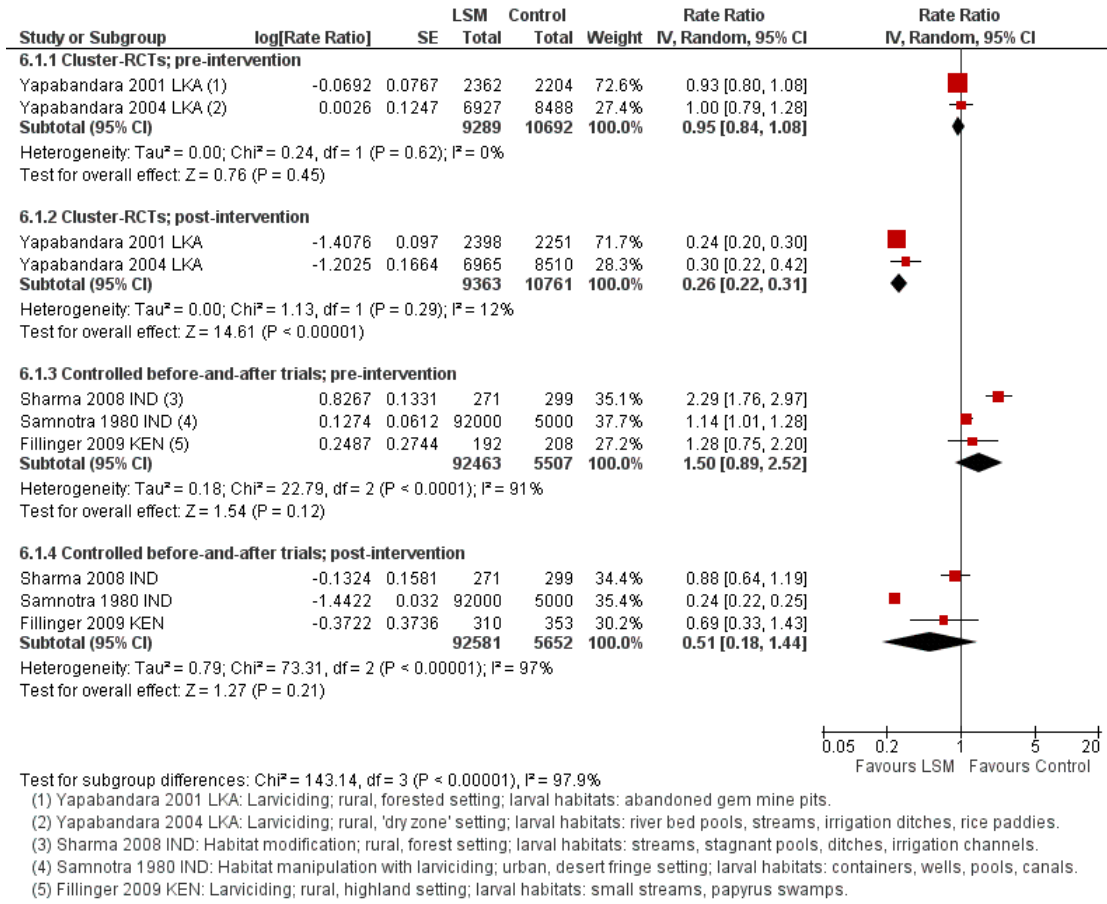 LSM Control Rate Ratio Rate Ratio
Study or Subgroup log[Rate Ratio] SE Total Total Weight IV, Random, 95% CI IV, Random, 95% CI
6.1.1 Cluster-RCTs; pre-intervention
Yapabandara 2001 LKA (1) -0.0692 0.0767 2362 2204 72.6% 0.93 [0.80, 1.08]
Yapabandara 2004 LKA (2) 0.0026 0.1247 6927 8488 27.4% 1.00 [0.79, 1.28]
Subtotal (95% CI) 9289 10692 100.0% 0.95 [0.84, 1.08]
Heterogeneity: Tau² = 0.00; Chi² = 0.24, df = 1 (P = 0.62); I² = 0%
Test for overall effect: Z = 0.76 (P = 0.45)
6.1.2 Cluster-RCTs; post-intervention
Yapabandara 2001 LKA -1.4076 0.097 2398 2251 71.7% 0.24 [0.20, 0.30]
Yapabandara 2004 LKA -1.2025 0.1664 6965 8510 28.3% 0.30 [0.22, 0.42]
Subtotal (95% CI) 9363 10761 100.0% 0.26 [0.22, 0.31]
Heterogeneity: Tau² = 0.00; Chi² = 1.13, df = 1 (P = 0.29); I² = 12%
Test for overall effect: Z = 14.61 (P < 0.00001)
6.1.3 Controlled before-and-after trials; pre-intervention
Sharma 2008 IND (3) 0.8267 0.1331 271 299 35.1% 2.29 [1.76, 2.97]
Samnotra 1980 IND (4) 0.1274 0.0612 92000 5000 37.7% 1.14 [1.01, 1.28]
Fillinger 2009 KEN (5) 0.2487 0.2744 192 208 27.2% 1.28 [0.75, 2.20]
Subtotal (95% CI) 92463 5507 100.0% 1.50 [0.89, 2.52]
Heterogeneity: Tau² = 0.18; Chi² = 22.79, df = 2 (P < 0.0001); I² = 91%
Test for overall effect: Z = 1.54 (P = 0.12)
6.1.4 Controlled before-and-after trials; post-intervention
Sharma 2008 IND -0.1324 0.1581 271 299 34.4% 0.88 [0.64, 1.19]
Samnotra 1980 IND -1.4422 0.032 92000 5000 35.4% 0.24 [0.22, 0.25]
Fillinger 2009 KEN -0.3722 0.3736 310 353 30.2% 0.69 [0.33, 1.43]
Subtotal (95% CI) 92581 5652 100.0% 0.51 [0.18, 1.44]
Heterogeneity: Tau² = 0.79; Chi² = 73.31, df = 2 (P < 0.00001); I² = 97%
Test for overall effect: Z = 1.27 (P = 0.21)
0.05 0.2 1 5 20
Favours LSM Favours Control
Test for subgroup differences: Chi² = 143.14, df = 3 (P < 0.00001), I² = 97.9%
(1) Yapabandara 2001 LKA: Larviciding; rural, forested setting; larval habitats: abandoned gem mine pits.
(2) Yapabandara 2004 LKA: Larviciding; rural, 'dry zone' setting; larval habitats: river bed pools, streams, irrigation ditches, rice paddies.
(3) Sharma 2008 IND: Habitat modification; rural, forest setting; larval habitats: streams, stagnant pools, ditches, irrigation channels.
(4) Samnotra 1980 IND: Habitat manipulation with larviciding; urban, desert fringe setting; larval habitats: containers, wells, pools, canals.
(5) Fillinger 2009 KEN: Larviciding; rural, highland setting; larval habitats: small streams, papyrus swamps.